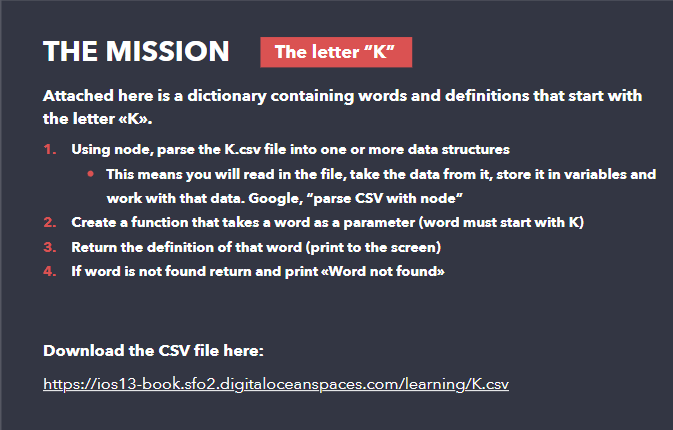 THE MISSION
The letter “K”
Attached here is a dictionary containing words and definitions that start with
the letter «K».
1. Using node, parse the K.csv file into one or more data structures
• This means you will read in the file, take the data from it, store it in variables and
work with that data. Google, “parse CSV with node”
2. Create a function that takes a word as a parameter (word must start with K)
3. Return the definition of that word (print to the screen)
4. If word is not found return and print «Word not found»
Download the CSV file here:
https://ios13-book.sfo2.digitaloceanspaces.com/learning/K.csv